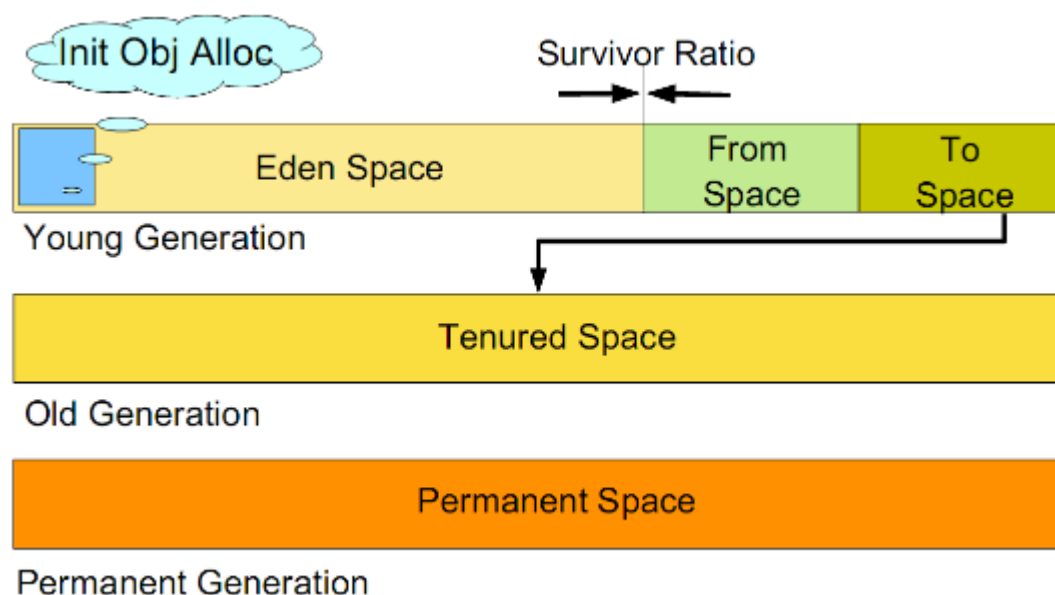 Init Obj Alloc
Survivor Ratio
Eden Space
From
Space
To
Space
Young Generation
Tenured Space
Old Generation
Permanent Space
Permanent Generation